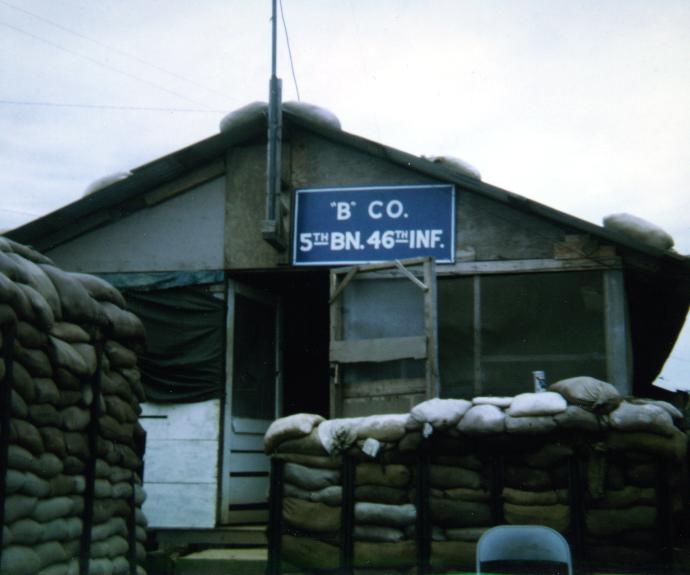 "B" CO.
5TH BN. 46TH INF.